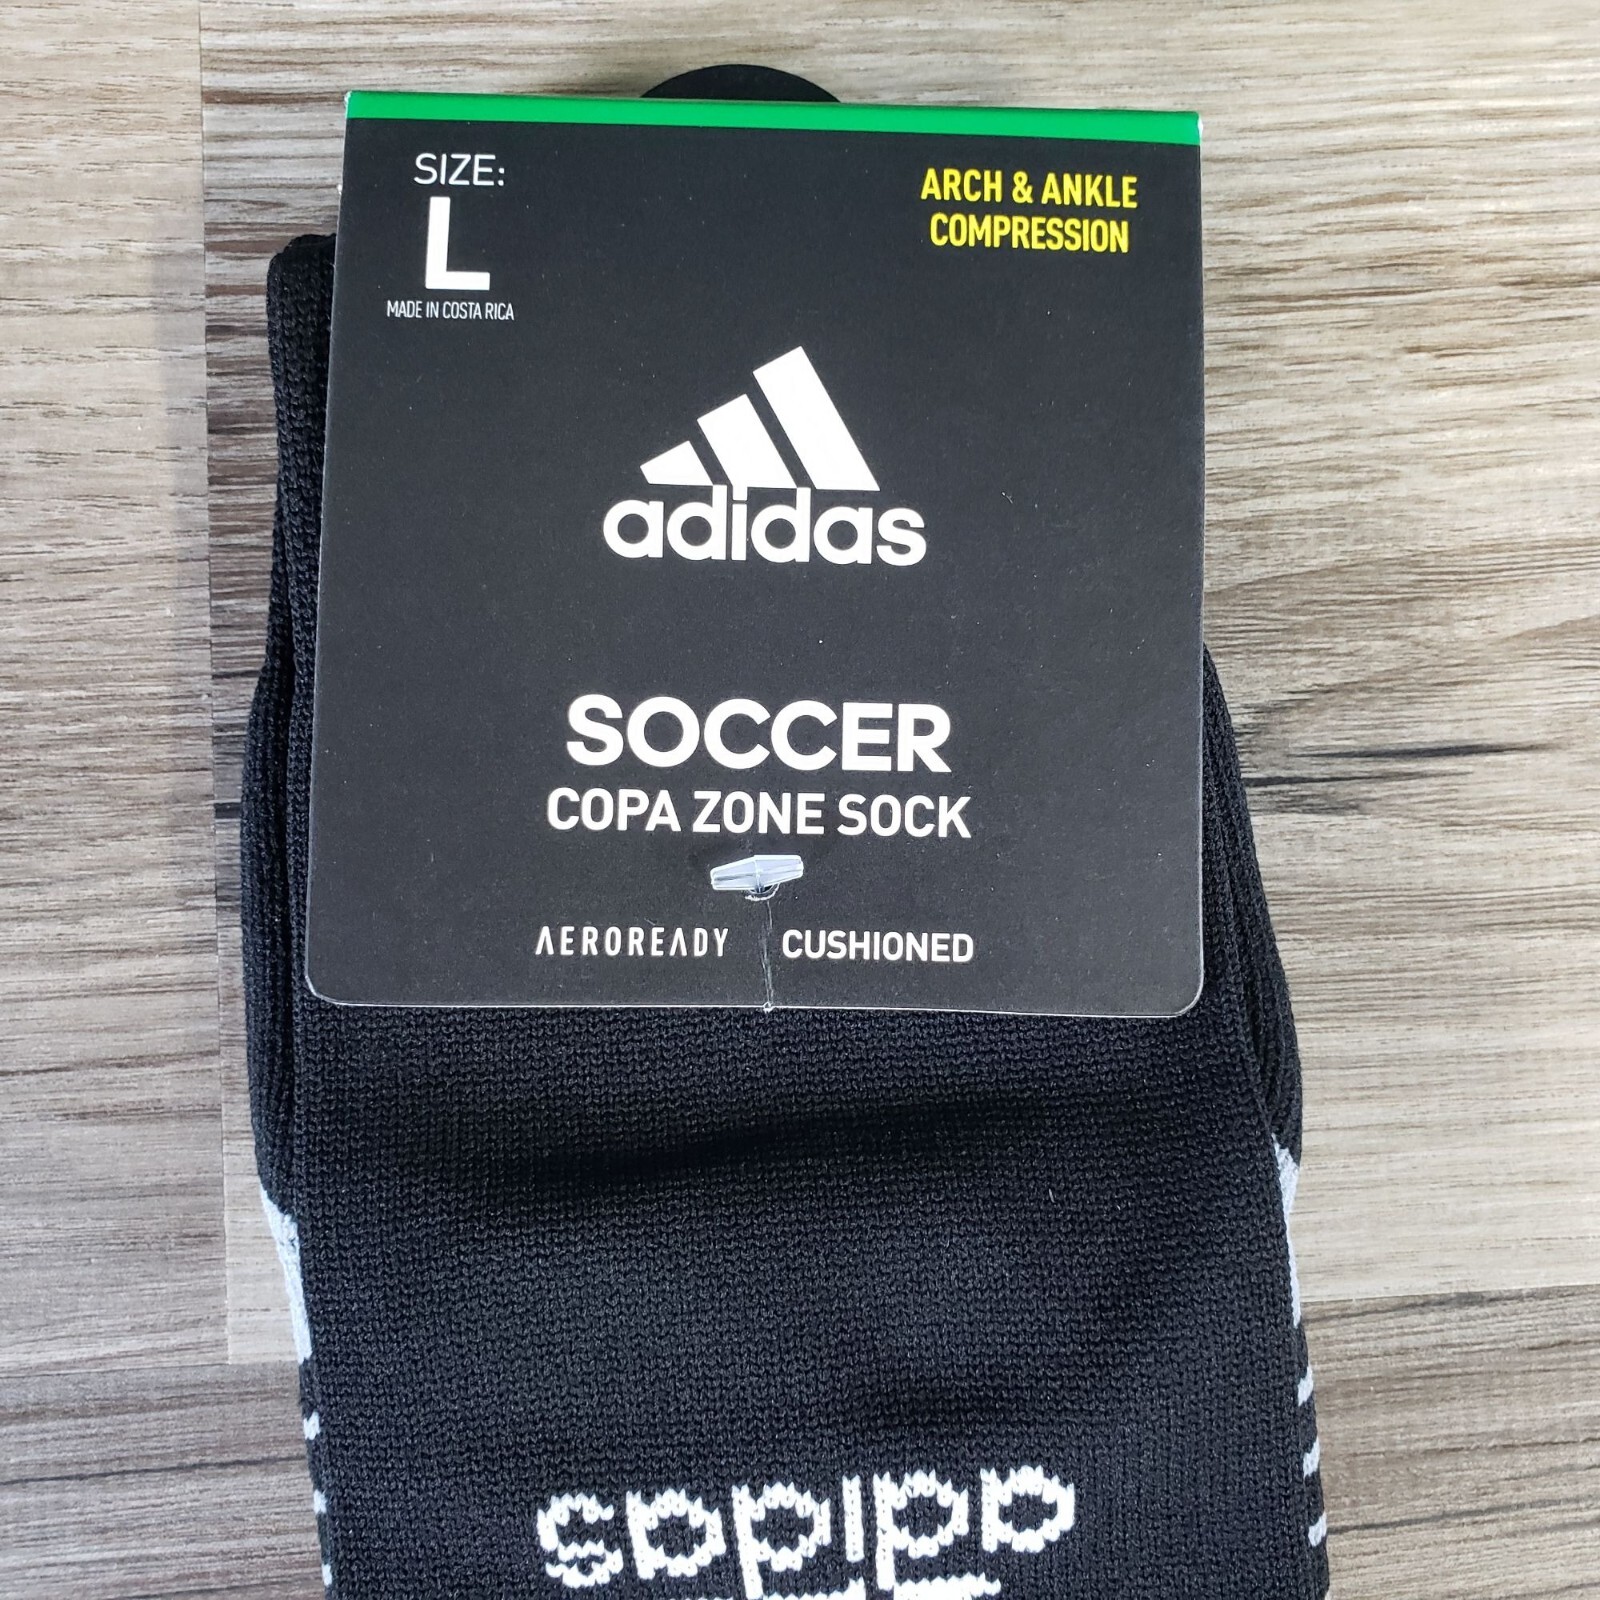 SIZE:
L
MADE IN COSTA RICA
ARCH & ANKLE
COMPRESSION
adidas
SOCCER
COPA ZONE SOCK
AEROREADY CUSHIONED
adidas